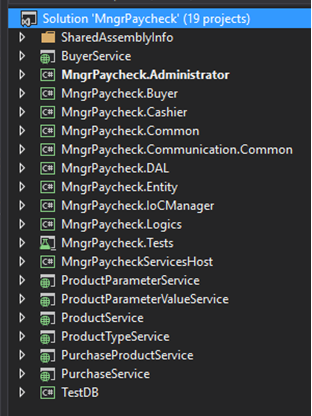 Solution 'MngrPaycheck' (19 projects)
SharedAssemblyInfo
BuyerService
MngrPaycheck.Administrator
MngrPaycheck.Buyer
MngrPaycheck.Cashier
MngrPaycheck.Common
MngrPaycheck.Communication.Common
MngrPaycheck.DAL
MngrPaycheck.Entity
MngrPaycheck.IoCManager
MngrPaycheck.Logics
MngrPaycheck.Tests
MngrPaycheckServicesHost
ProductParameterService
ProductParameterValueService
ProductService
ProductTypeService
PurchaseProductService
PurchaseService
TestDB